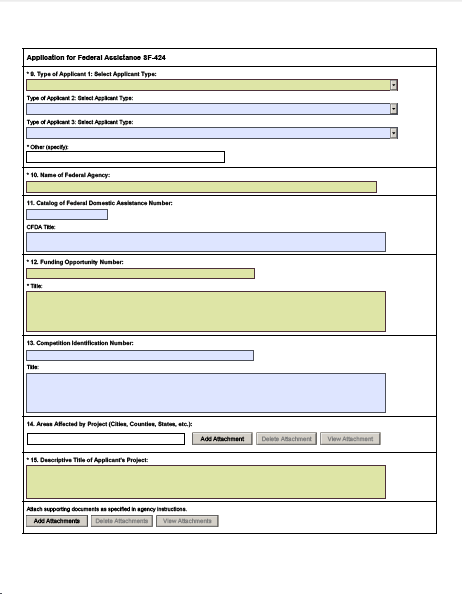 Application for Federal Assistance SF-424
* 9. Type of Applicant 1: Select Applicant Type:
Type of Applicant 2: Select Applicant Type:
Type of Applicant 3: Select Applicant Type:
* Other (specify):
* 10. Name of Federal Agency:
11. Catalog of Federal Domestic Assistance Number:
CFDA Title:
* 12. Funding Opportunity Number:
* Title:
13. Competition Identification Number:
Title:
14. Areas Affected by Project (Cities, Counties, States, etc.):
Add Attachment Delete Attachment View Attachment
* 15. Descriptive Title of Applicant's Project:
Attach supporting documents as specified in agency instructions.
Add Attachments Delete Attachments View Attachments